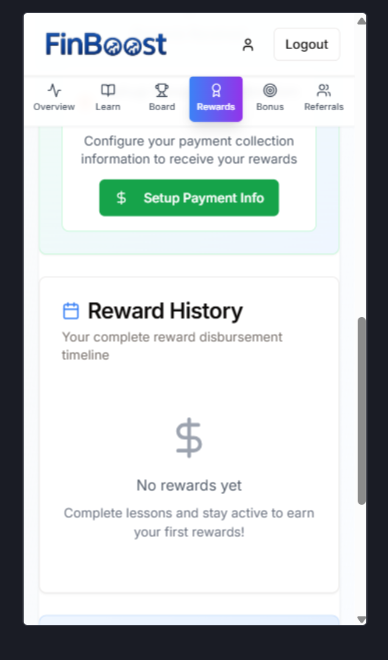 FinBoost
Logout
Overview Learn Board Rewards Bonus Referrals
Configure your payment collection
information to receive your rewards
$ Setup Payment Info
Reward History
Your complete reward disbursement
timeline
$
No rewards yet
Complete lessons and stay active to earn
your first rewards!